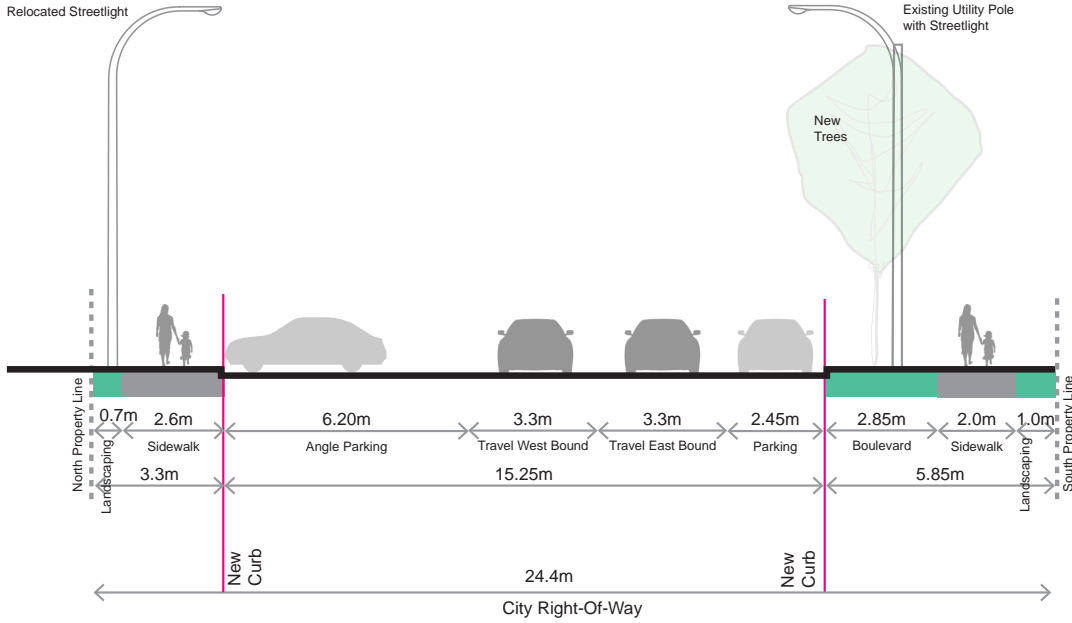 Relocated Streetlight
Existing Utility Pole
with Streetlight
New
Trees
North Property Line
Landscaping
0.7m
2.6m
Sidewalk
6.20m
Angle Parking
3.3m
Travel West Bound
3.3m
Travel East Bound
2.45m
Parking
2.85m
Boulevard
2.0m
Sidewalk
1.0m
Landscaping
South Property Line
3.3m
15.25m
5.85m
New
Curb
New
Curb
24.4m
City Right-Of-Way